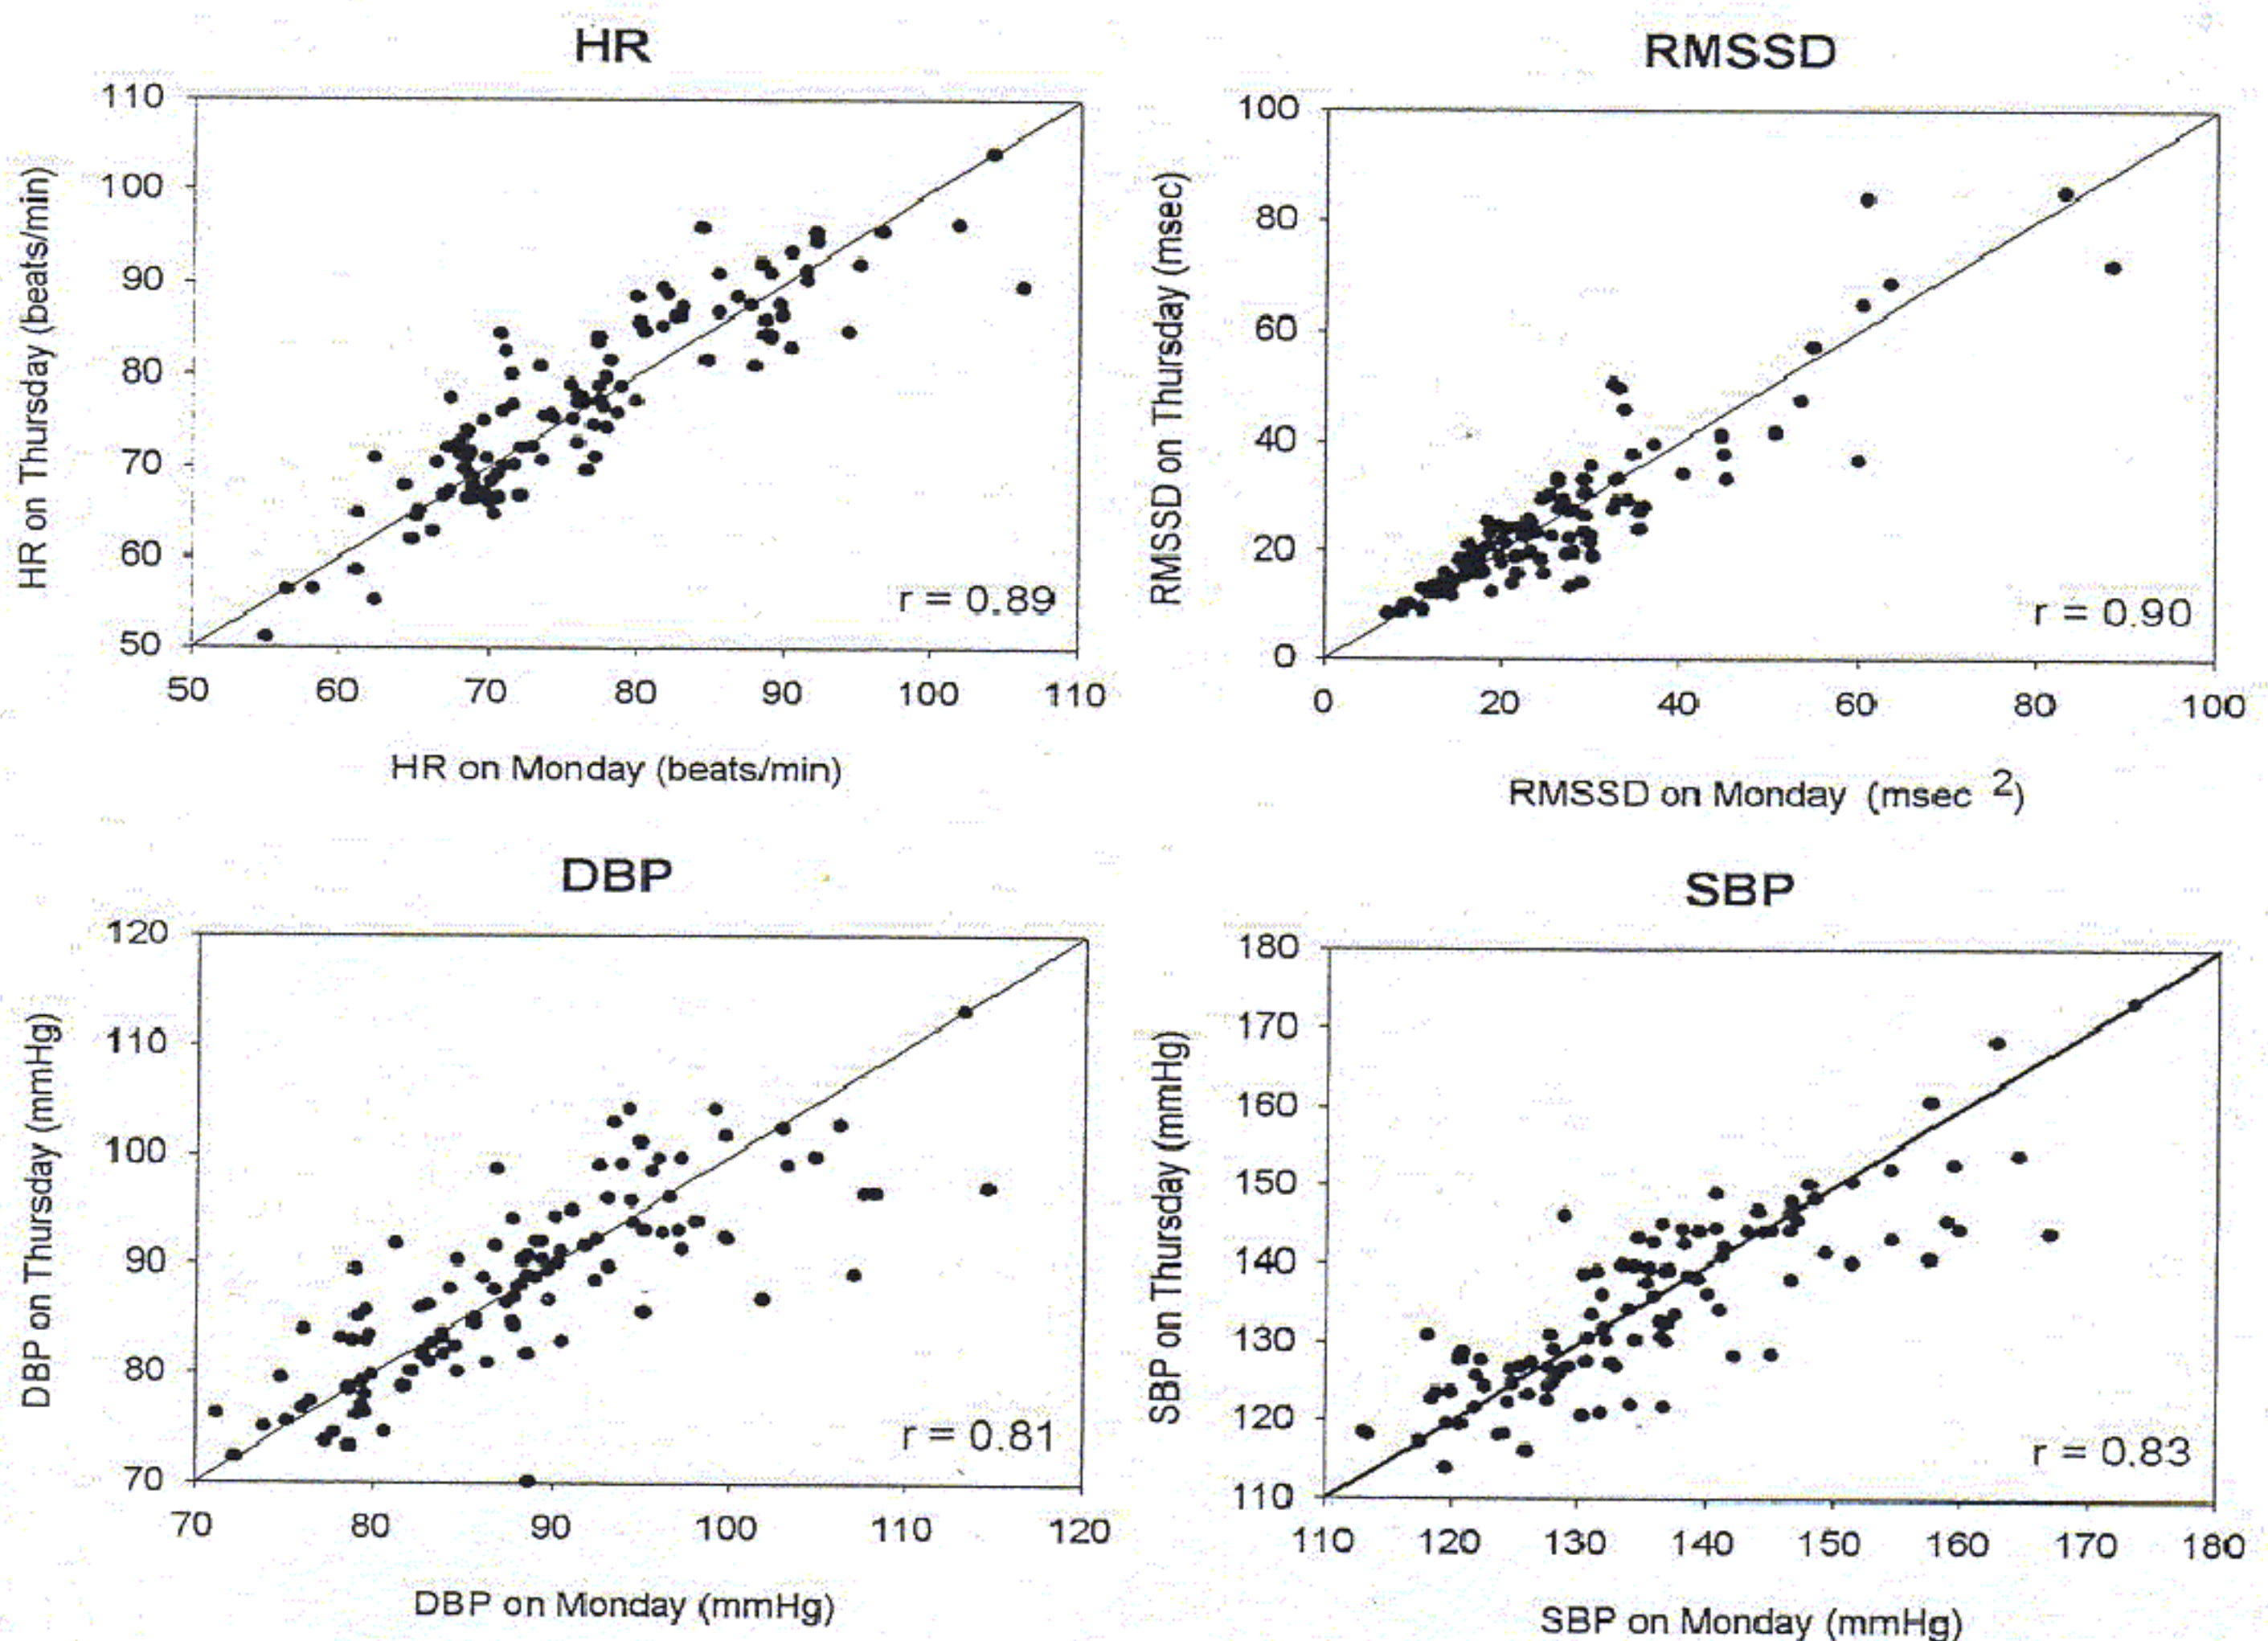 HR
110
100
90
80
70
60
50
HR on Thursday (beats/min)
r = 0.89
50 60 70 80 90 100 110
HR on Monday (beats/min)
RMSSD
100
80
60
40
20
0
RMSSD on Thursday (msec)
r = 0.90
0 20 40 60 80 100
RMSSD on Monday (msec 2)
DBP
120
110
100
90
80
70
DBP on Thursday (mmHg)
r = 0.81
70 80 90 100 110 120
DBP on Monday (mmHg)
SBP
180
170
160
150
140
130
120
110
SBP on Thursday (mmHg)
r = 0.83
110 120 130 140 150 160 170 180
SBP on Monday (mmHg)